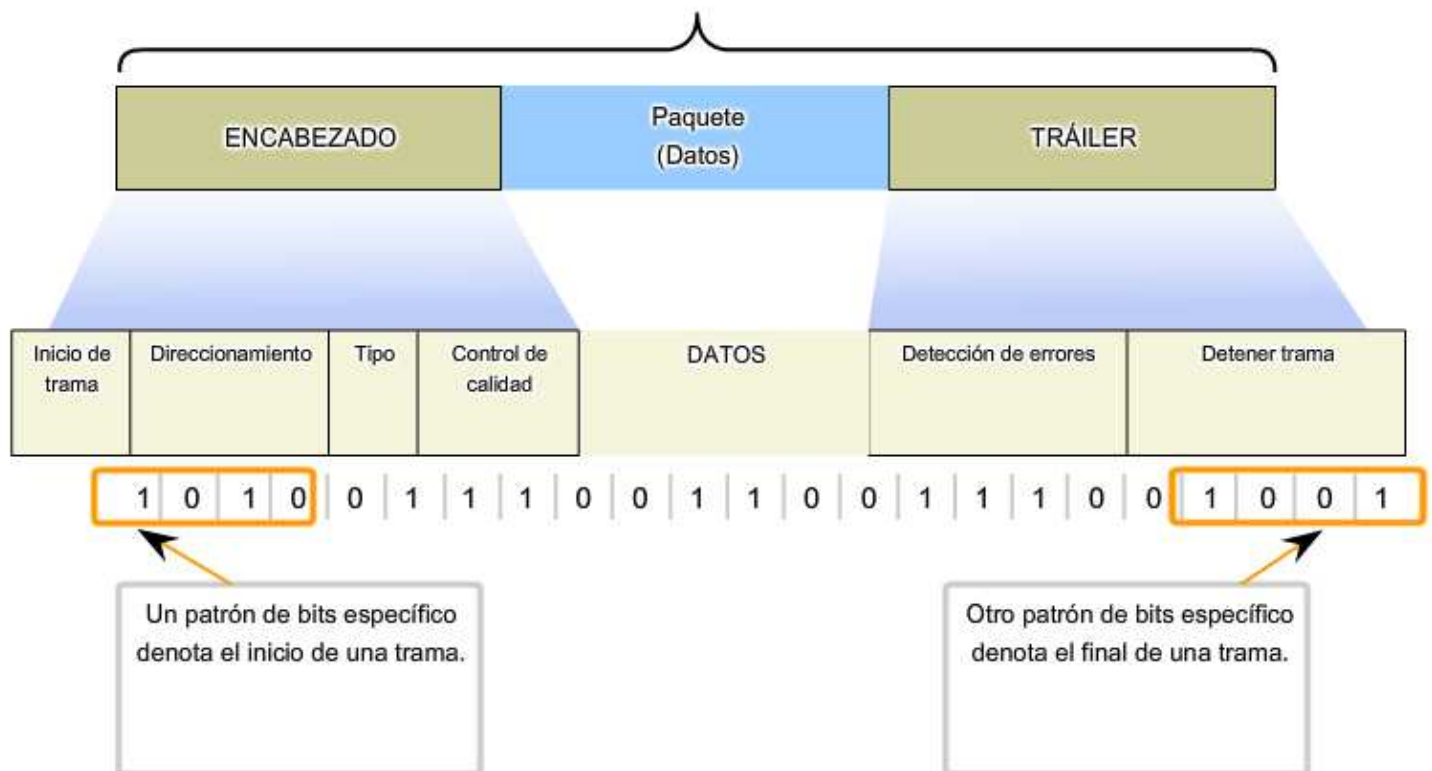 ENCABEZADO
Paquete
(Datos)
TRÁILER
Inicio de
trama
Direccionamiento
Tipo
Control de
calidad
DATOS
Detección de errores
Detener trama
1 0 1 0 0 1 1 1 0 0 1 1 0 0 1 1 1 0 0 1 0 0 1
Un patrón de bits específico
denota el inicio de una trama.
Otro patrón de bits específico
denota el final de una trama.